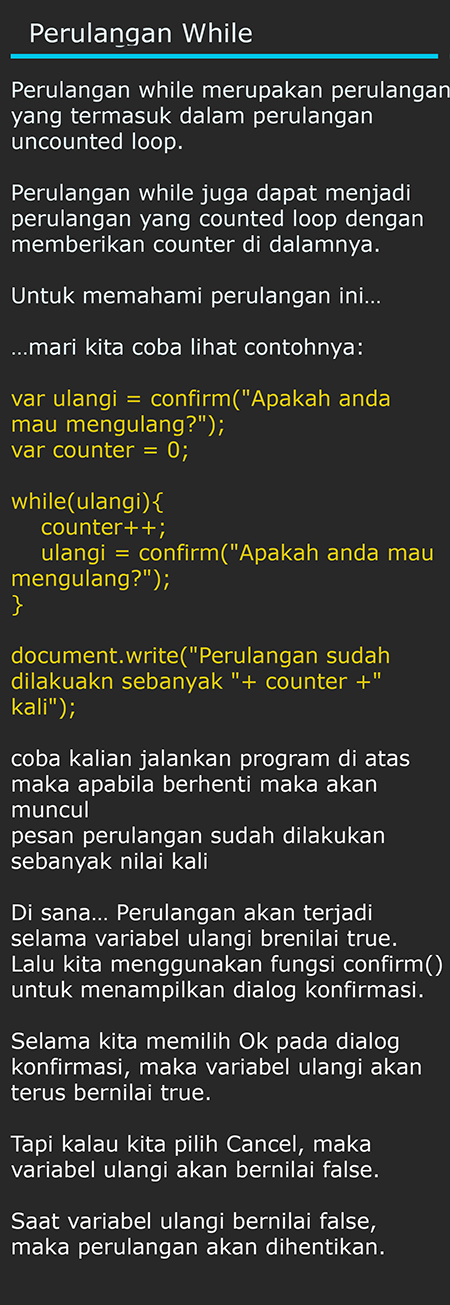 Perulangan While
Perulangan while merupakan perulangan
yang termasuk dalam perulangan
uncounted loop.
Perulangan while juga dapat menjadi
perulangan yang counted loop dengan
memberikan counter di dalamnya.
Untuk memahami perulangan ini…
…mari kita coba lihat contohnya:
var ulangi = confirm("Apakah anda
mau mengulang?");
var counter = 0;
while(ulangi){
counter++;
ulangi = confirm("Apakah anda mau
mengulang?");
}
document.write("Perulangan sudah
dilakuakn sebanyak "+ counter +"
kali");
coba kalian jalankan program di atas
maka apabila berhenti maka akan
muncul
pesan perulangan sudah dilakukan
sebanyak nilai kali
Di sana… Perulangan akan terjadi
selama variabel ulangi brenilai true.
Lalu kita menggunakan fungsi confirm()
untuk menampilkan dialog konfirmasi.
Selama kita memilih Ok pada dialog
konfirmasi, maka variabel ulangi akan
terus bernilai true.
Tapi kalau kita pilih Cancel, maka
variabel ulangi akan bernilai false.
Saat variabel ulangi bernilai false,
maka perulangan akan dihentikan.